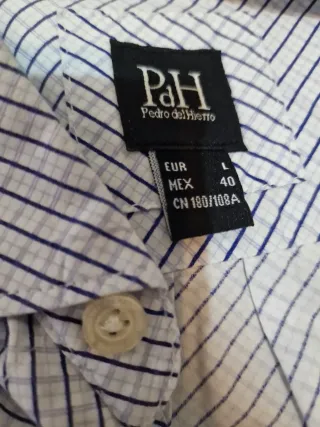 PdH
Pedro del Hierro
EUR L
MEX 40
CN 180/108A